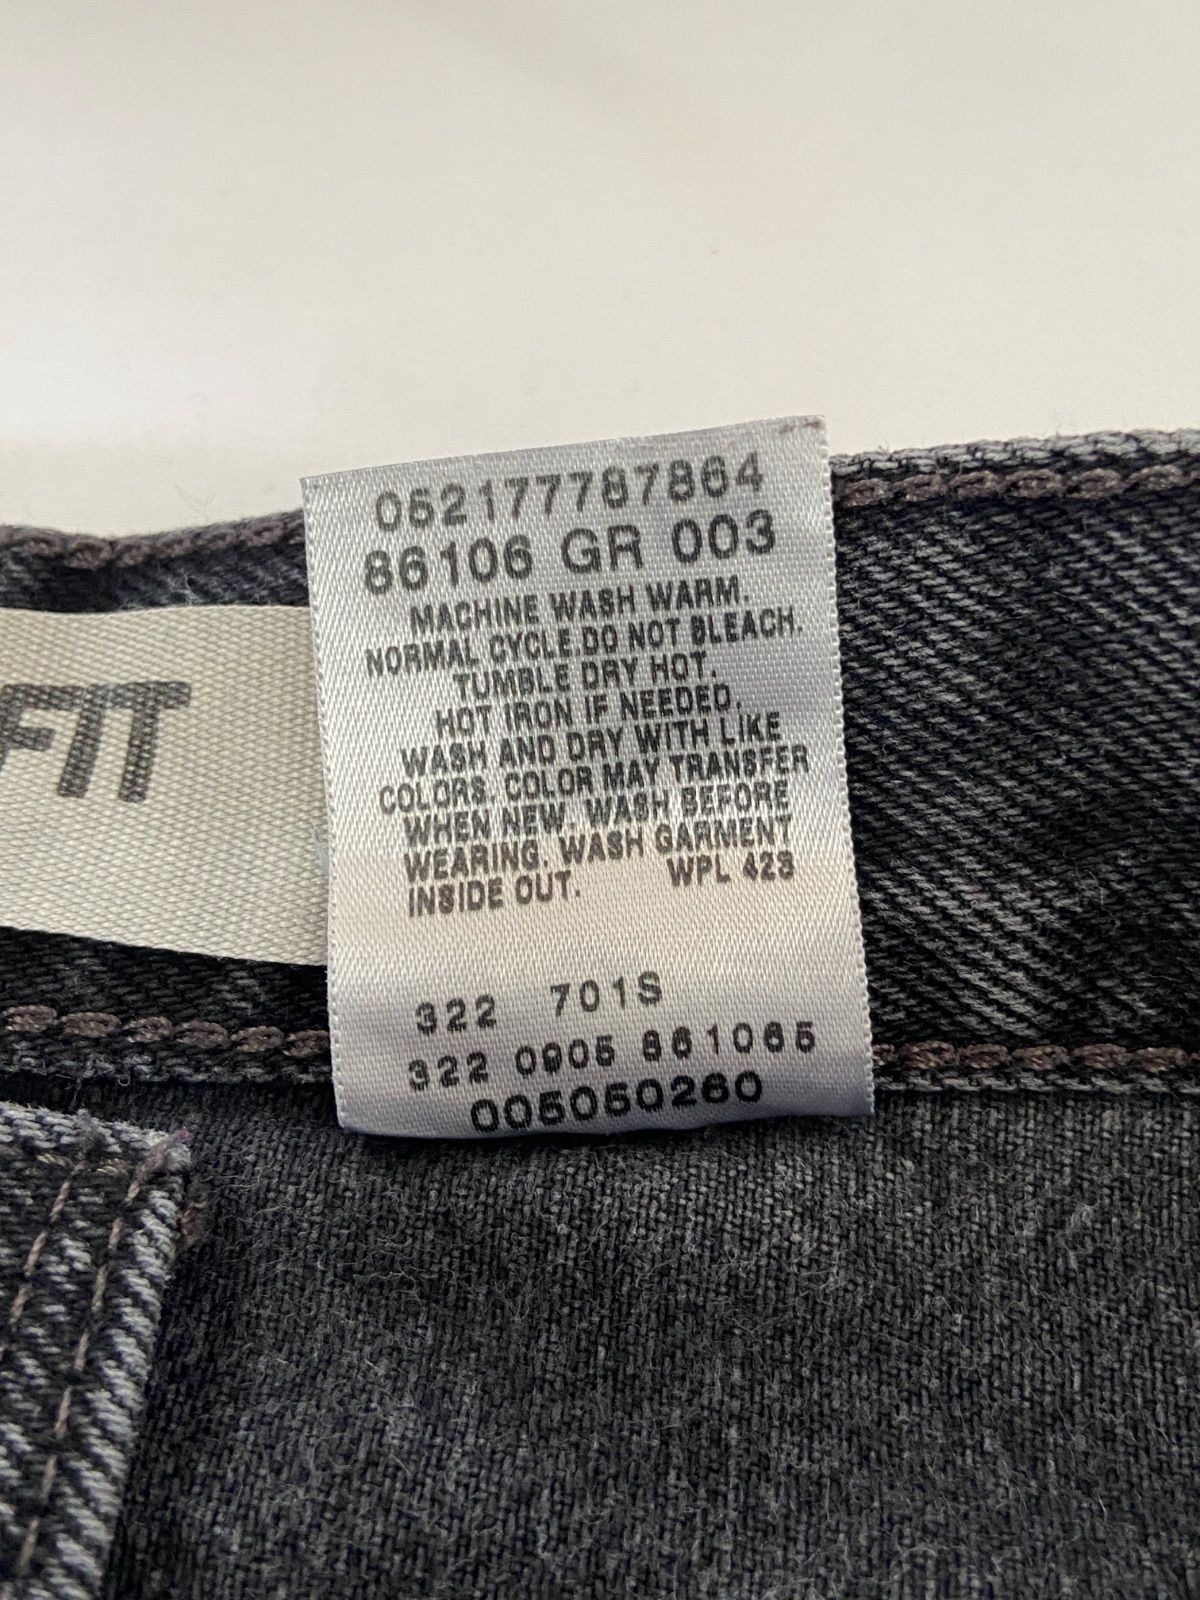 052177787864
86106 GR 003
MACHINE WASH WARM.
NORMAL CYCLE.DO NOT BLEACH.
TUMBLE DRY HOT.
HOT IRON IF NEEDED.
WASH AND DRY WITH LIKE
COLORS. COLOR MAY TRANSFER
WHEN NEW. WASH BEFORE
WEARING. WASH GARMENT
INSIDE OUT. WPL 423
322 701S
322 0905 861065
005050260
FIT